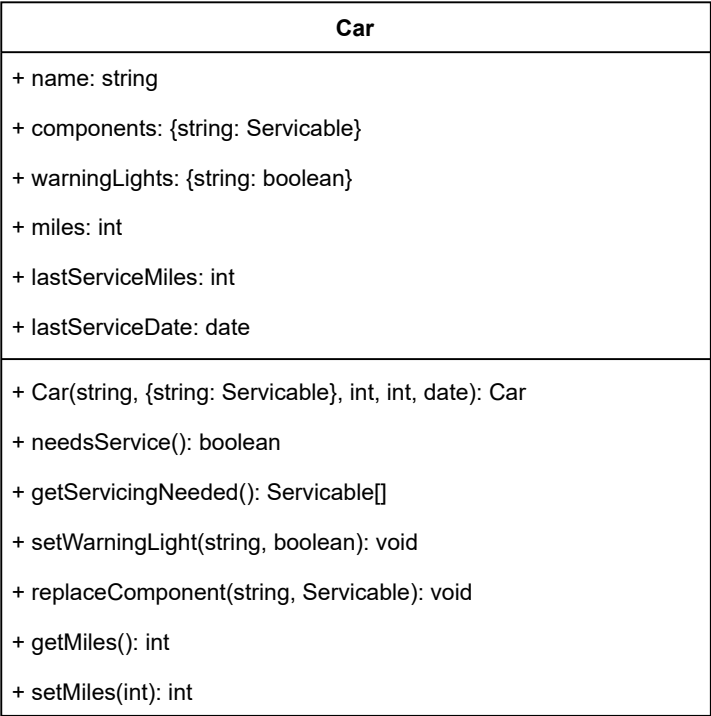 Car
+ name: string
+ components: {string: Servicable}
+ warningLights: {string: boolean}
+ miles: int
+ lastServiceMiles: int
+ lastServiceDate: date
+ Car(string, {string: Servicable}, int, int, date): Car
+ needsService(): boolean
+ getServicingNeeded(): Servicable[]
+ setWarningLight(string, boolean): void
+ replaceComponent(string, Servicable): void
+ getMiles(): int
+ setMiles(int): int